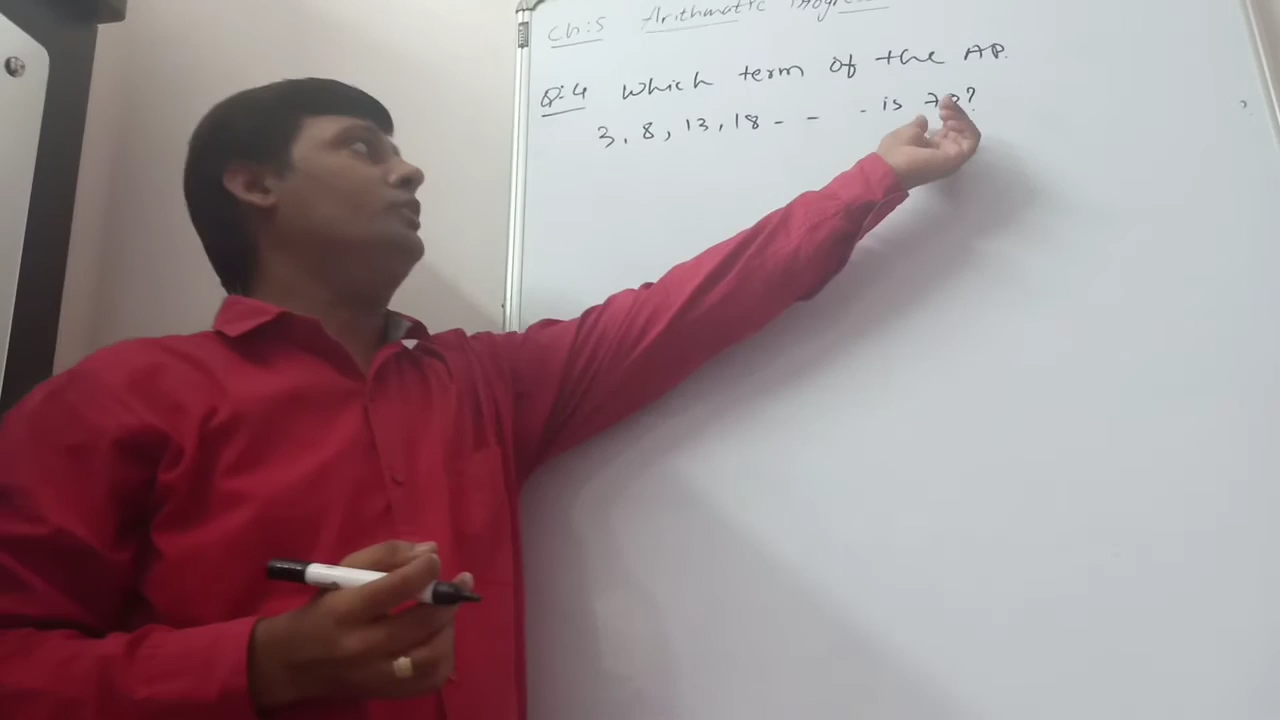 Ch:5 Arithmatic
Q:4 Which term of the AP.
3, 8, 13, 18 - - - is ?